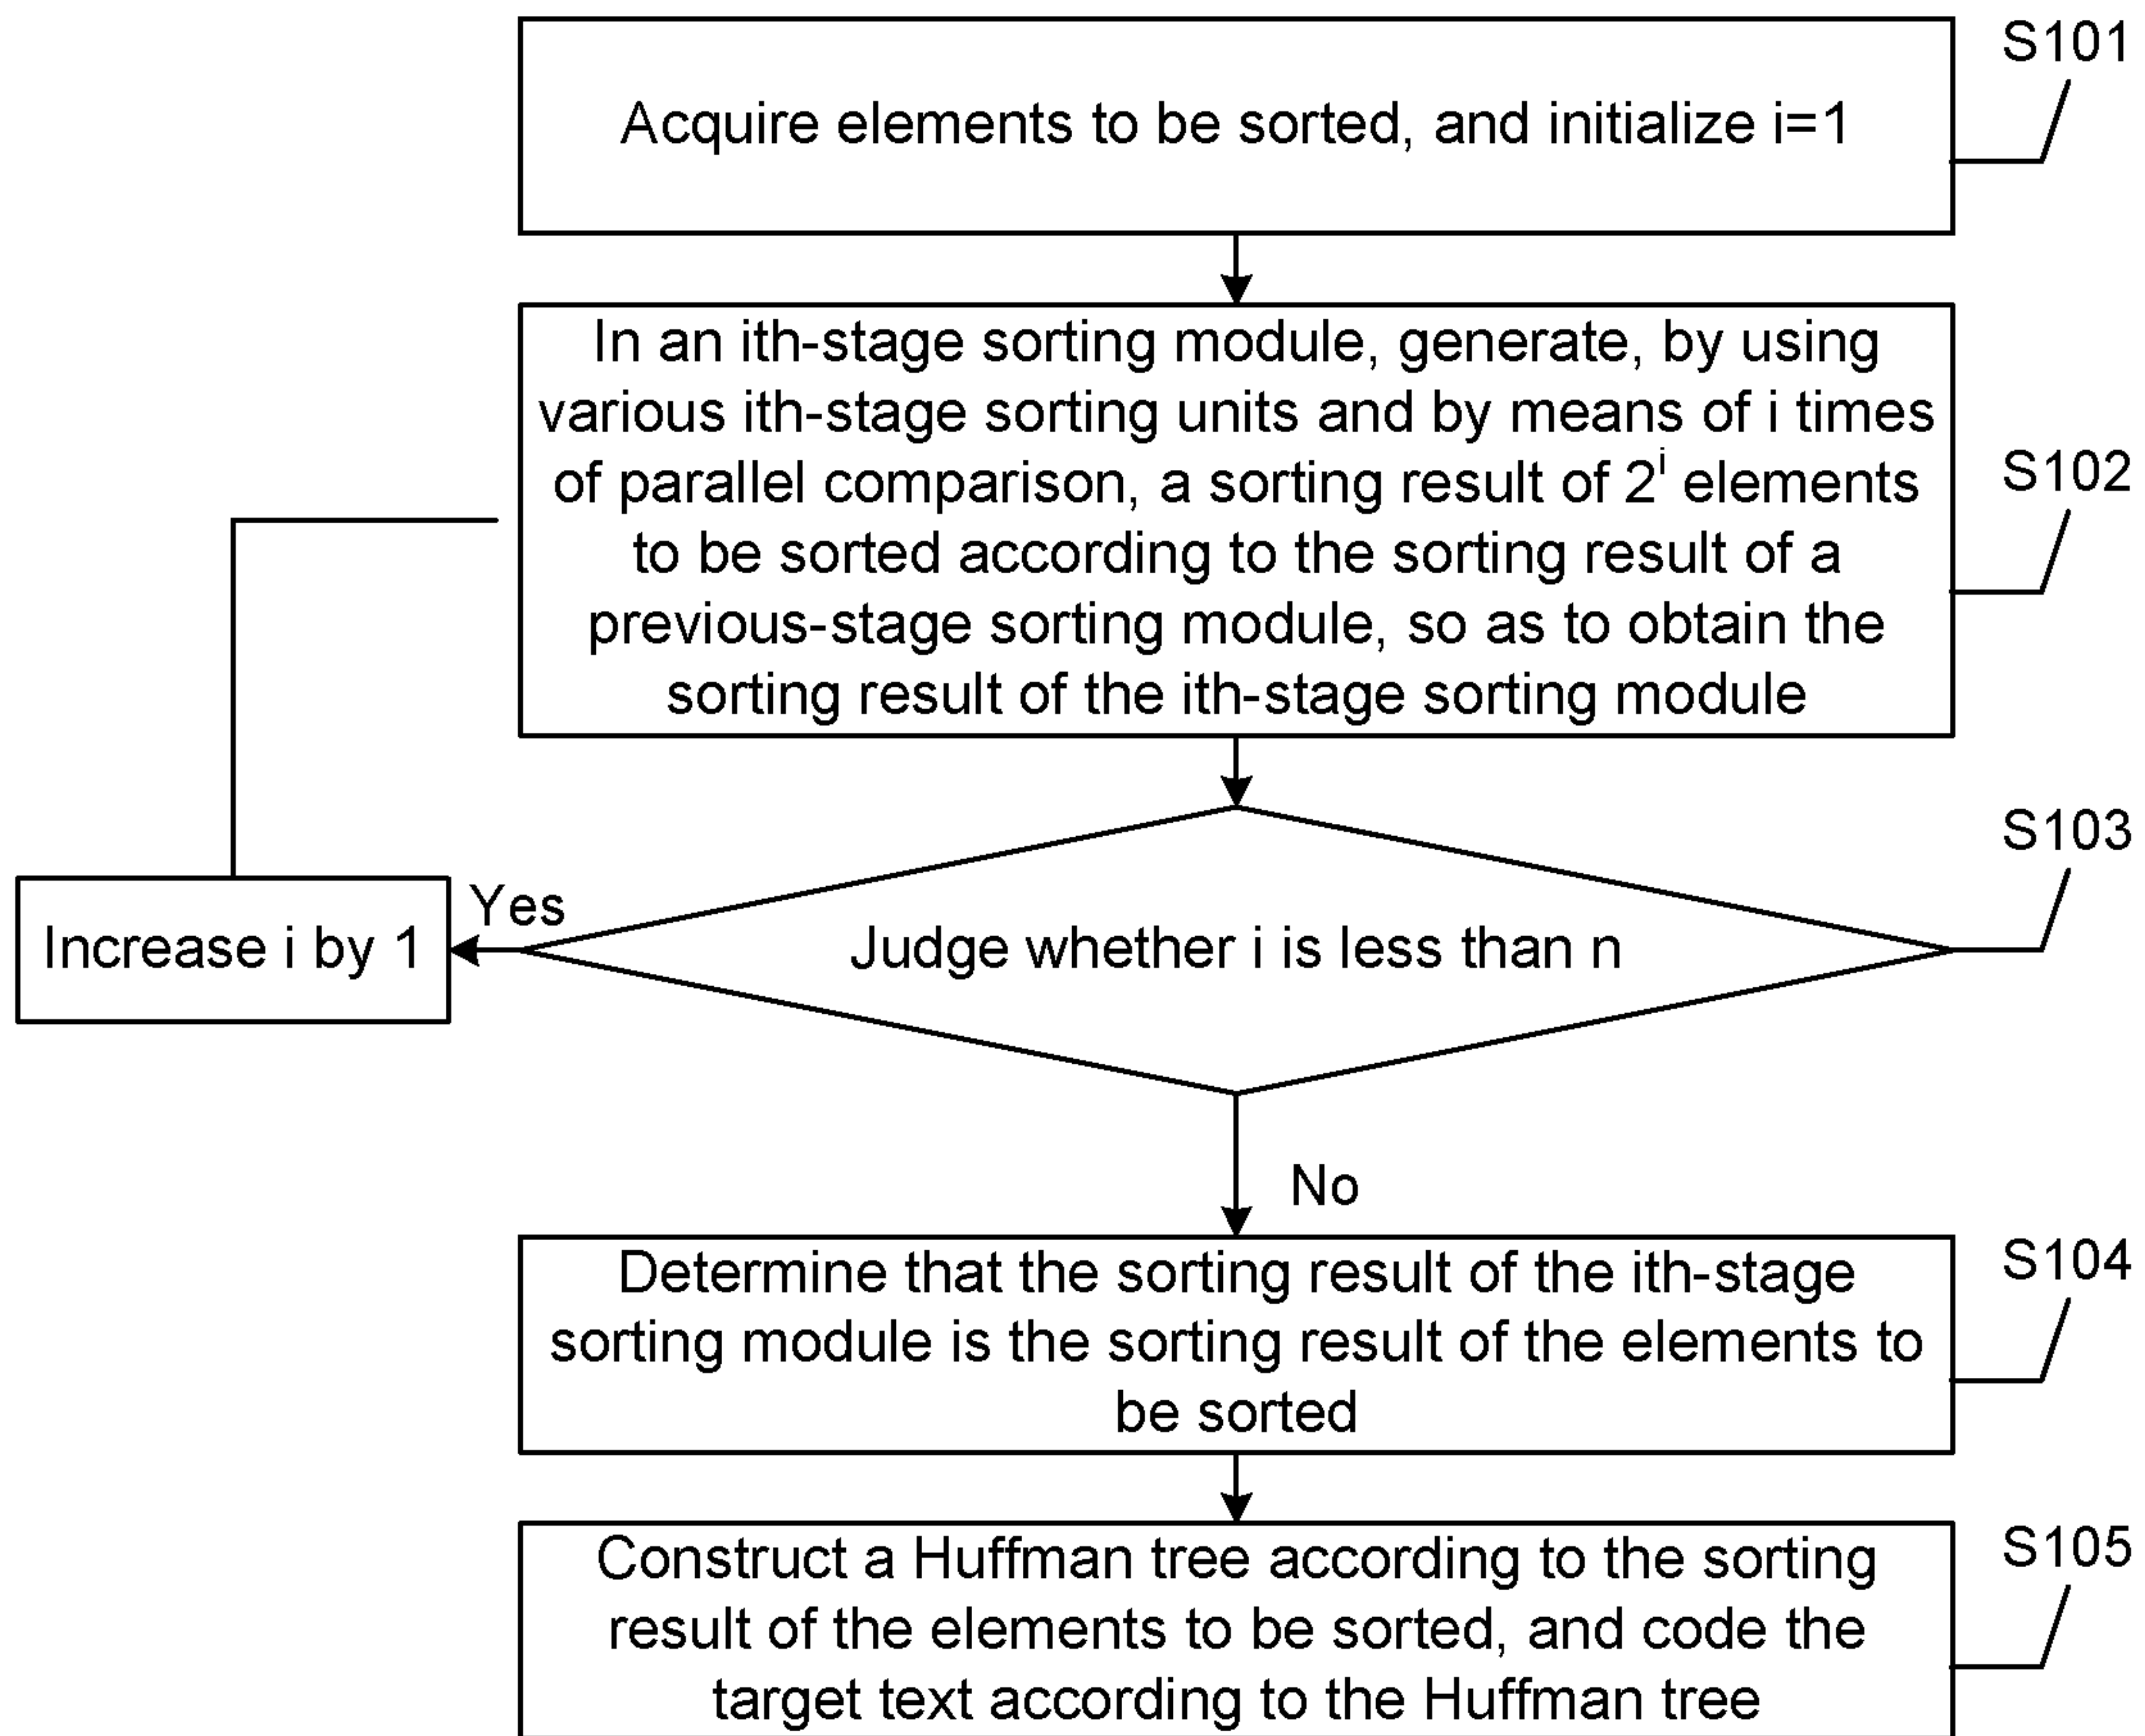 S101
Acquire elements to be sorted, and initialize i=1
In an ith-stage sorting module, generate, by using
various ith-stage sorting units and by means of i times
of parallel comparison, a sorting result of 2^i elements
to be sorted according to the sorting result of a
previous-stage sorting module, so as to obtain the
sorting result of the ith-stage sorting module
S102
S103
Yes
Increase i by 1
Judge whether i is less than n
No
S104
Determine that the sorting result of the ith-stage
sorting module is the sorting result of the elements to
be sorted
S105
Construct a Huffman tree according to the sorting
result of the elements to be sorted, and code the
target text according to the Huffman tree